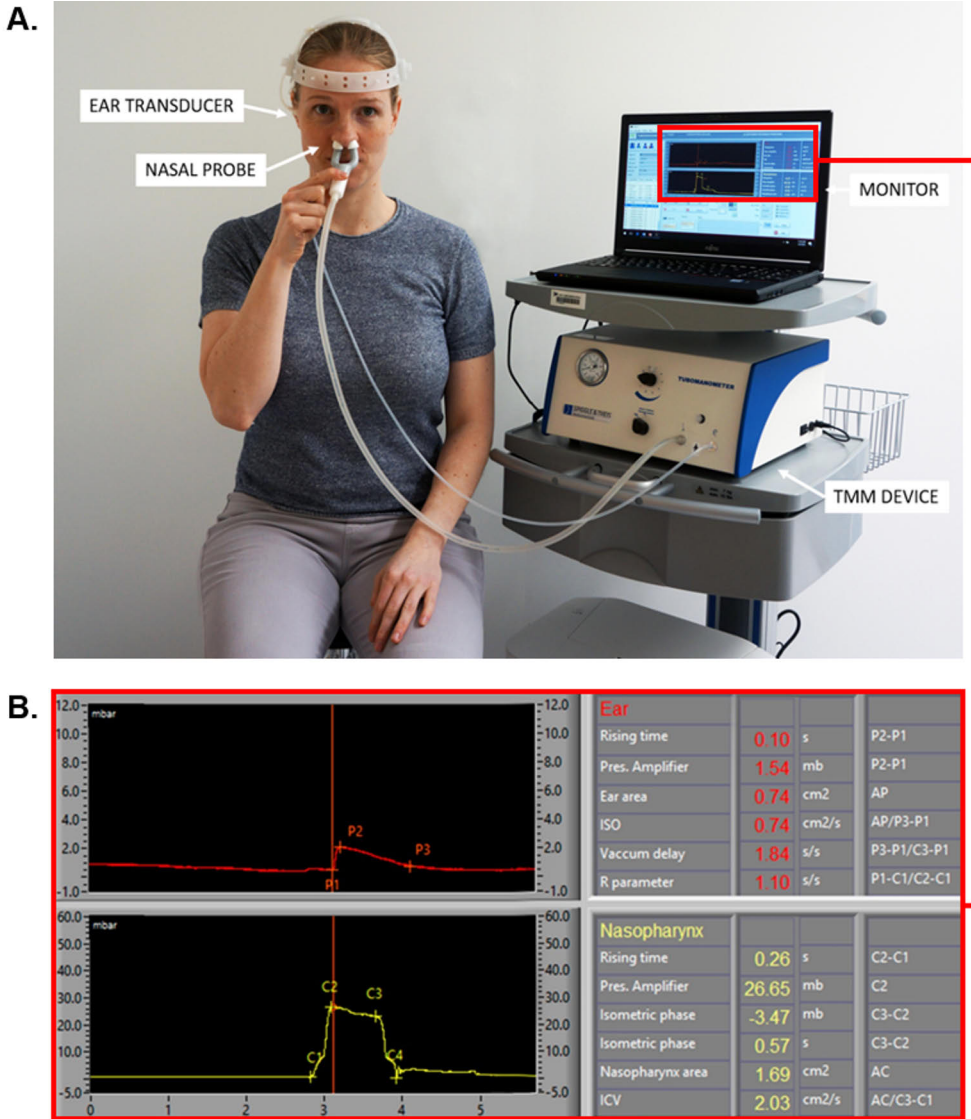 A.
EAR TRANSDUCER
NASAL PROBE
MONITOR
TUBOMANOMETER
SPIGGLE & THEIS
TMM DEVICE
B.
12.0
10.0
8.0
6.0
4.0
2.0
-1.0
mbar
P1
P2
P3
12.0
10.0
8.0
6.0
4.0
2.0
-1.0
Ear
Rising time 0.10 s P2-P1
Pres. Amplifier 1.54 mb P2-P1
Ear area 0.74 cm2 AP
ISO 0.74 cm2/s AP/P3-P1
Vaccum delay 1.84 s/s P3-P1/C3-P1
R parameter 1.10 s/s P1-C1/C2-C1
60.0
50.0
40.0
30.0
20.0
10.0
-5.0
mbar
C1
C2
C3
C4
60.0
50.0
40.0
30.0
20.0
10.0
-5.0
0 1 2 3 4 5
Nasopharynx
Rising time 0.26 s C2-C1
Pres. Amplifier 26.65 mb C2
Isometric phase -3.47 mb C3-C2
Isometric phase 0.57 s C3-C2
Nasopharynx area 1.69 cm2 AC
ICV 2.03 cm2/s AC/C3-C1